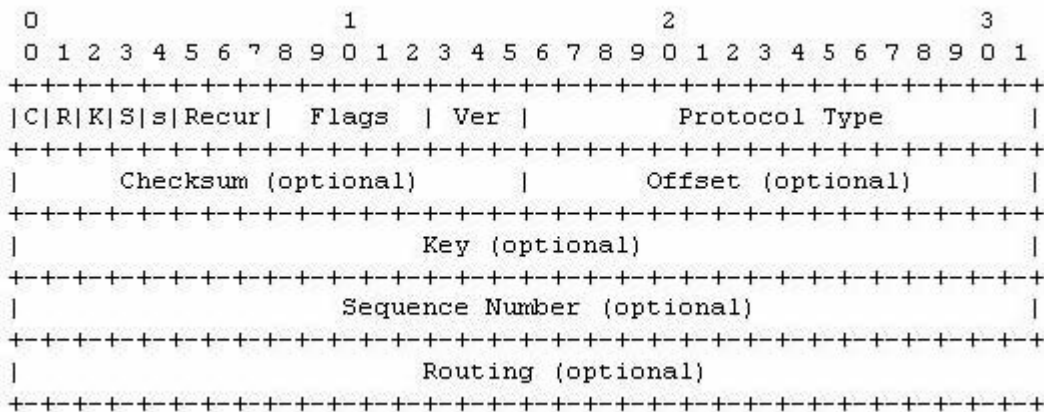 0                   1                   2                   3
0 1 2 3 4 5 6 7 8 9 0 1 2 3 4 5 6 7 8 9 0 1 2 3 4 5 6 7 8 9 0 1
+-+-+-+-+-+-+-+-+-+-+-+-+-+-+-+-+-+-+-+-+-+-+-+-+-+-+-+-+-+-+-+-+
|C|R|K|S|s|Recur|  Flags  | Ver |         Protocol Type         |
+-+-+-+-+-+-+-+-+-+-+-+-+-+-+-+-+-+-+-+-+-+-+-+-+-+-+-+-+-+-+-+-+
|      Checksum (optional)      |       Offset (optional)       |
+-+-+-+-+-+-+-+-+-+-+-+-+-+-+-+-+-+-+-+-+-+-+-+-+-+-+-+-+-+-+-+-+
|                         Key (optional)                        |
+-+-+-+-+-+-+-+-+-+-+-+-+-+-+-+-+-+-+-+-+-+-+-+-+-+-+-+-+-+-+-+-+
|                    Sequence Number (optional)                 |
+-+-+-+-+-+-+-+-+-+-+-+-+-+-+-+-+-+-+-+-+-+-+-+-+-+-+-+-+-+-+-+-+
|                         Routing (optional)
+-+-+-+-+-+-+-+-+-+-+-+-+-+-+-+-+-+-+-+-+-+-+-+-+-+-+-+-+-+-+-+-+